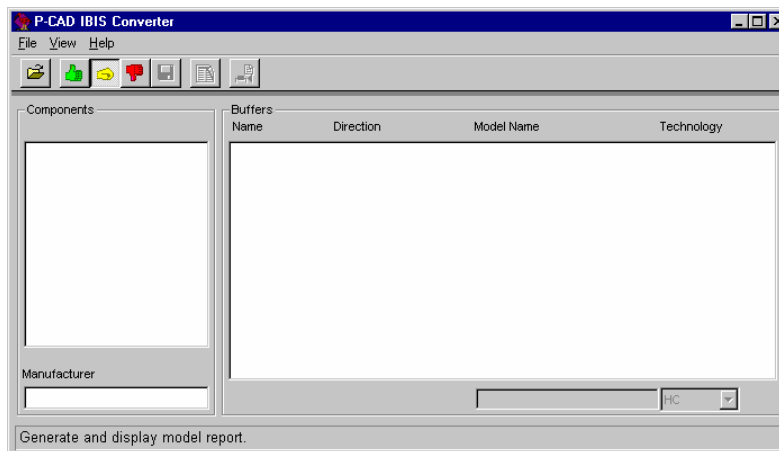 P-CAD IBIS Converter
File View Help
Components
Buffers
Name Direction Model Name Technology
Manufacturer
HC
Generate and display model report.